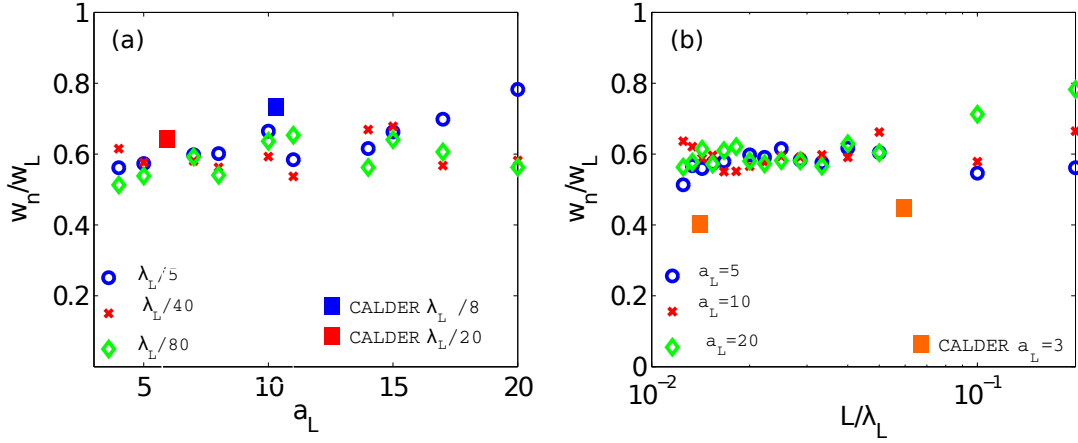 (a)
w_n/w_L
1
0.8
0.6
0.4
0.2
λ_L/5
λ_L/40
λ_L/80
CALDER λ_L /8
CALDER λ_L/20
5 10 15 20
a_L
(b)
w_n/w_L
1
0.8
0.6
0.4
0.2
0
a_L=5
a_L=10
a_L=20
CALDER a_L=3
10^-2 10^-1
L/λ_L